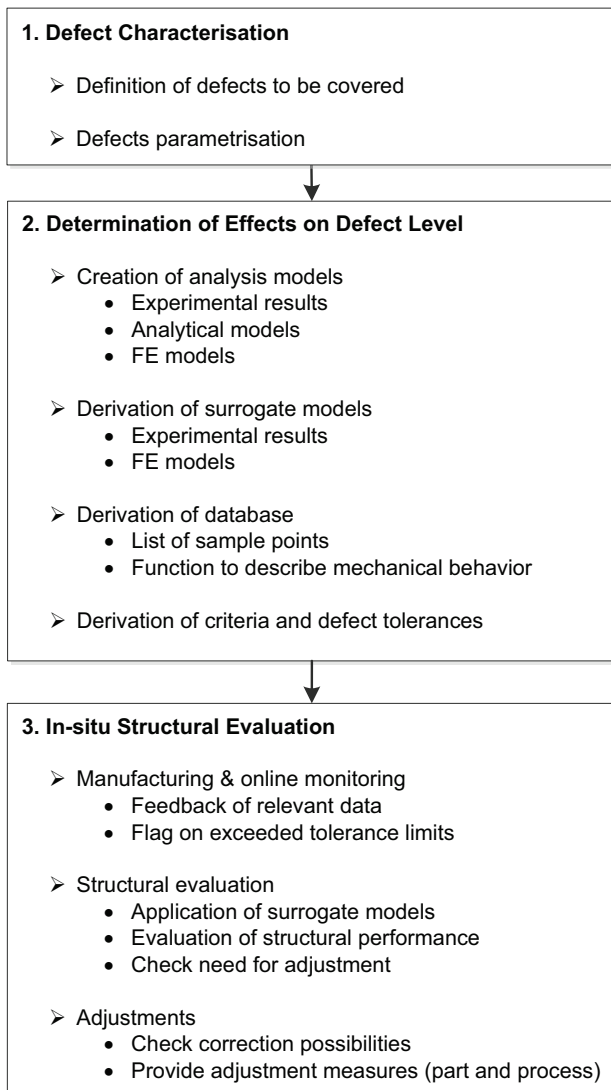 1. Defect Characterisation
➢ Definition of defects to be covered
➢ Defects parametrisation
2. Determination of Effects on Defect Level
➢ Creation of analysis models
• Experimental results
• Analytical models
• FE models
➢ Derivation of surrogate models
• Experimental results
• FE models
➢ Derivation of database
• List of sample points
• Function to describe mechanical behavior
➢ Derivation of criteria and defect tolerances
3. In-situ Structural Evaluation
➢ Manufacturing & online monitoring
• Feedback of relevant data
• Flag on exceeded tolerance limits
➢ Structural evaluation
• Application of surrogate models
• Evaluation of structural performance
• Check need for adjustment
➢ Adjustments
• Check correction possibilities
• Provide adjustment measures (part and process)